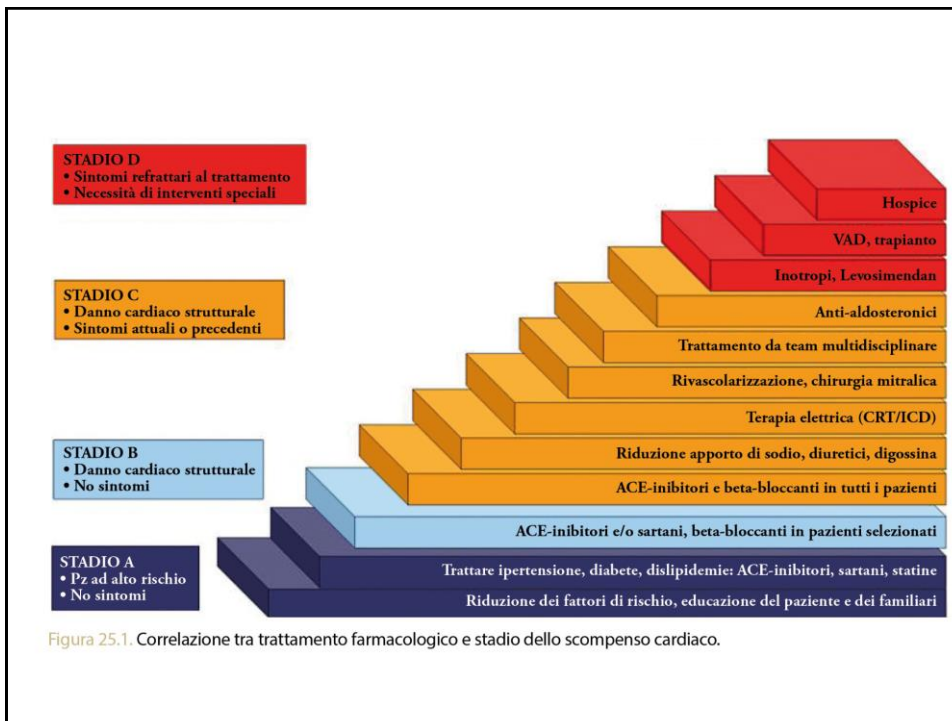 STADIO D
• Sintomi refrattari al trattamento
• Necessità di interventi speciali
STADIO C
• Danno cardiaco strutturale
• Sintomi attuali o precedenti
STADIO B
• Danno cardiaco strutturale
• No sintomi
STADIO A
• Pz ad alto rischio
• No sintomi
Hospice
VAD, trapianto
Inotropi, Levosimendan
Anti-aldosteronici
Trattamento da team multidisciplinare
Rivascolarizzazione, chirurgia mitralica
Terapia elettrica (CRT/ICD)
Riduzione apporto di sodio, diuretici, digossina
ACE-inibitori e beta-bloccanti in tutti i pazienti
ACE-inibitori e/o sartani, beta-bloccanti in pazienti selezionati
Trattare ipertensione, diabete, dislipidemie: ACE-inibitori, sartani, statine
Riduzione dei fattori di rischio, educazione del paziente e dei familiari
Figura 25.1. Correlazione tra trattamento farmacologico e stadio dello scompenso cardiaco.